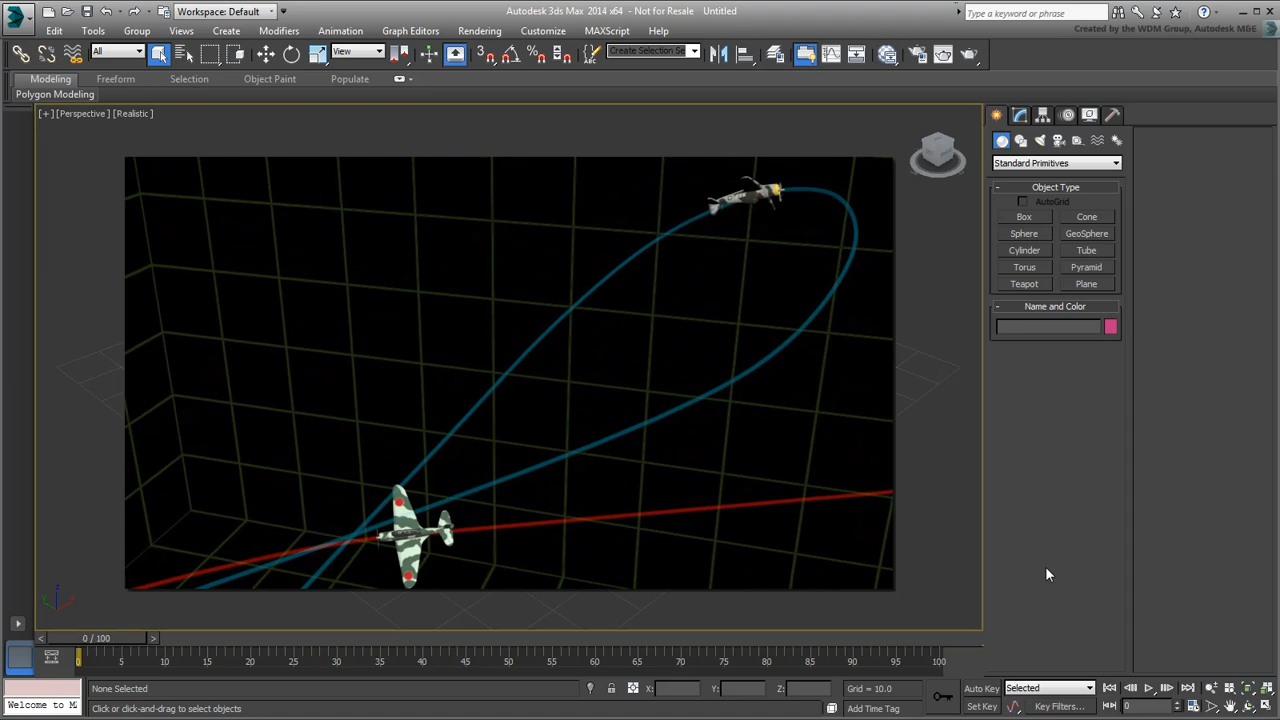 Workspace: Default
Autodesk 3ds Max 2014 x64 - Not for Resale Untitled
Type a keyword or phrase
Edit Tools Group Views Create Modifiers Animation Graph Editors Rendering Customize MAXScript Help
Created by the WDM Group, Autodesk M&E
All
View
Create Selection Se
Modeling Freeform Selection Object Paint Populate
Polygon Modeling
[+] [Perspective] [Realistic]
Standard Primitives
- Object Type
AutoGrid
Box Cone
Sphere GeoSphere
Cylinder Tube
Torus Pyramid
Teapot Plane
- Name and Color
z
y x
< 0 / 100 >
0 5 10 15 20 25 30 35 40 45 50 55 60 65 70 75 80 85 90 95 100
None Selected X: Y: Z: Grid = 10.0 Auto Key Selected
Welcome to M Click or click-and-drag to select objects Add Time Tag Set Key Key Filters... 0